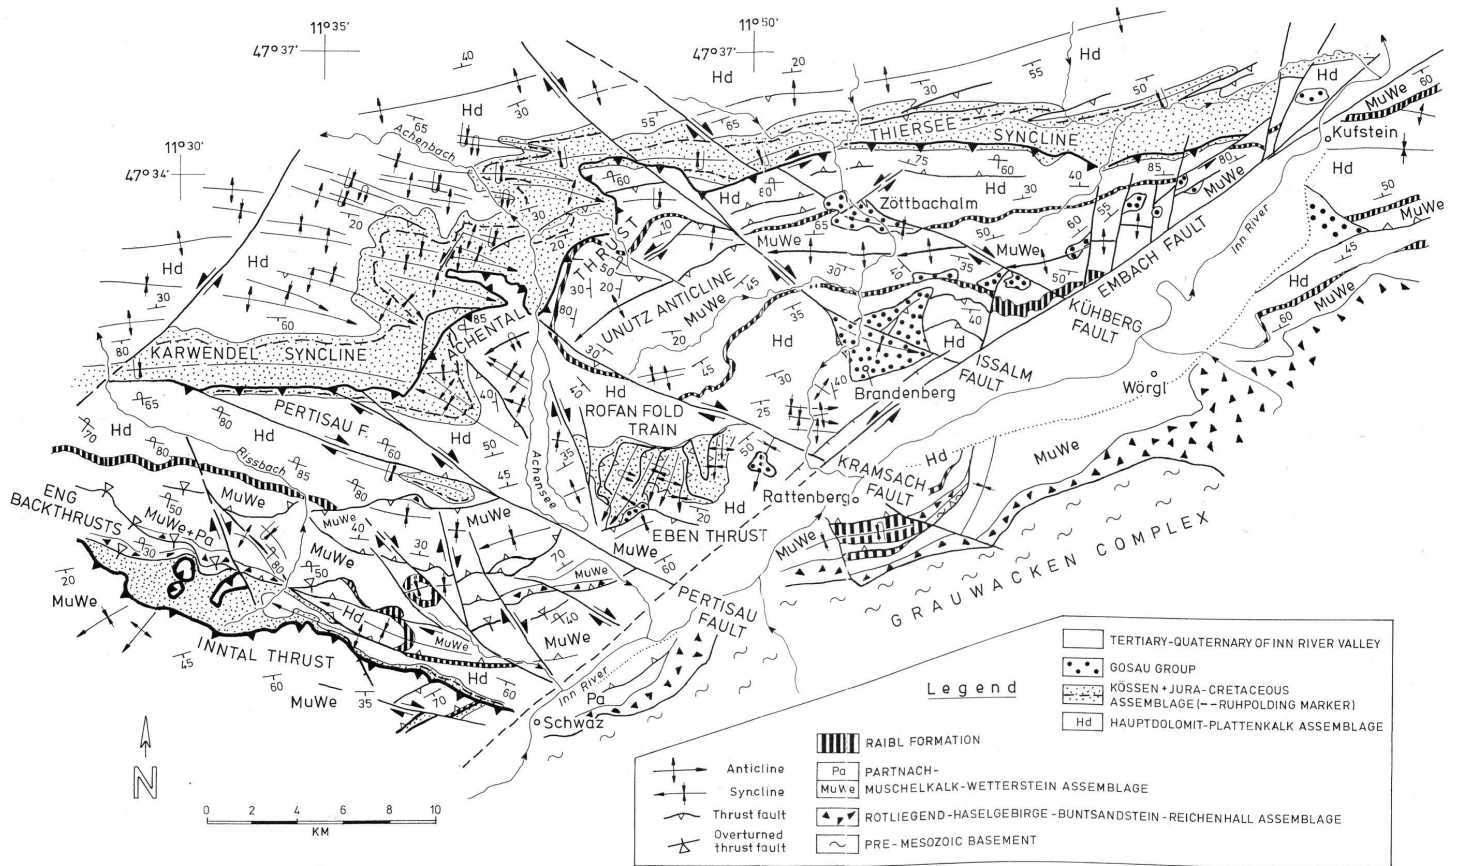 11°35'
47°37'
11°50'
47°37'
11°30'
47°34'
Achenbach
THIERSEE SYNCLINE
Kufstein
Zöttbachalm
Inn River
THRUST
ACHENTAL
UNUTZ ANTICLINE
MuWe
EMBACH FAULT
KÜHBERG
FAULT
ISSALM
FAULT
KARWENDEL SYNCLINE
Hd
ROFAN FOLD
TRAIN
Brandenberg
Wörgl
PERTISAU F.
Rissbach
Achensee
KRAMSACH
FAULT
Rattenberg
ENG
BACKTHRUSTS
MuWe+Pa
EBEN THRUST
PERTISAU
FAULT
GRAUWACKEN COMPLEX
INNTAL THRUST
Inn River
Pa
Schwaz
N
0 2 4 6 8 10
KM
Legend
TERTIARY-QUATERNARY OF INN RIVER VALLEY
GOSAU GROUP
KÖSSEN + JURA-CRETACEOUS
ASSEMBLAGE (-- RUHPOLDING MARKER)
Hd HAUPTDOLOMIT-PLATTENKALK ASSEMBLAGE
RAIBL FORMATION
Pa PARTNACH-
MuWe MUSCHELKALK-WETTERSTEIN ASSEMBLAGE
ROTLIEGEND-HASELGEBIRGE-BUNTSANDSTEIN-REICHENHALL ASSEMBLAGE
PRE-MESOZOIC BASEMENT
Anticline
Syncline
Thrust fault
Overturned
thrust fault